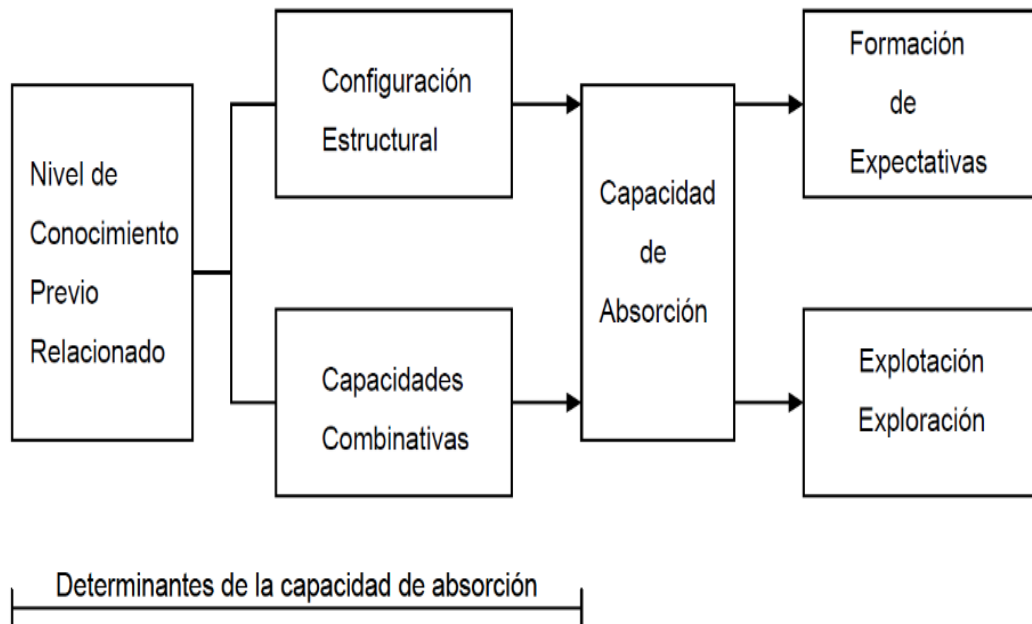 Nivel de
Conocimiento
Previo
Relacionado
Configuración
Estructural
Capacidades
Combinativas
Capacidad
de
Absorción
Formación
de
Expectativas
Explotación
Exploración
Determinantes de la capacidad de absorción